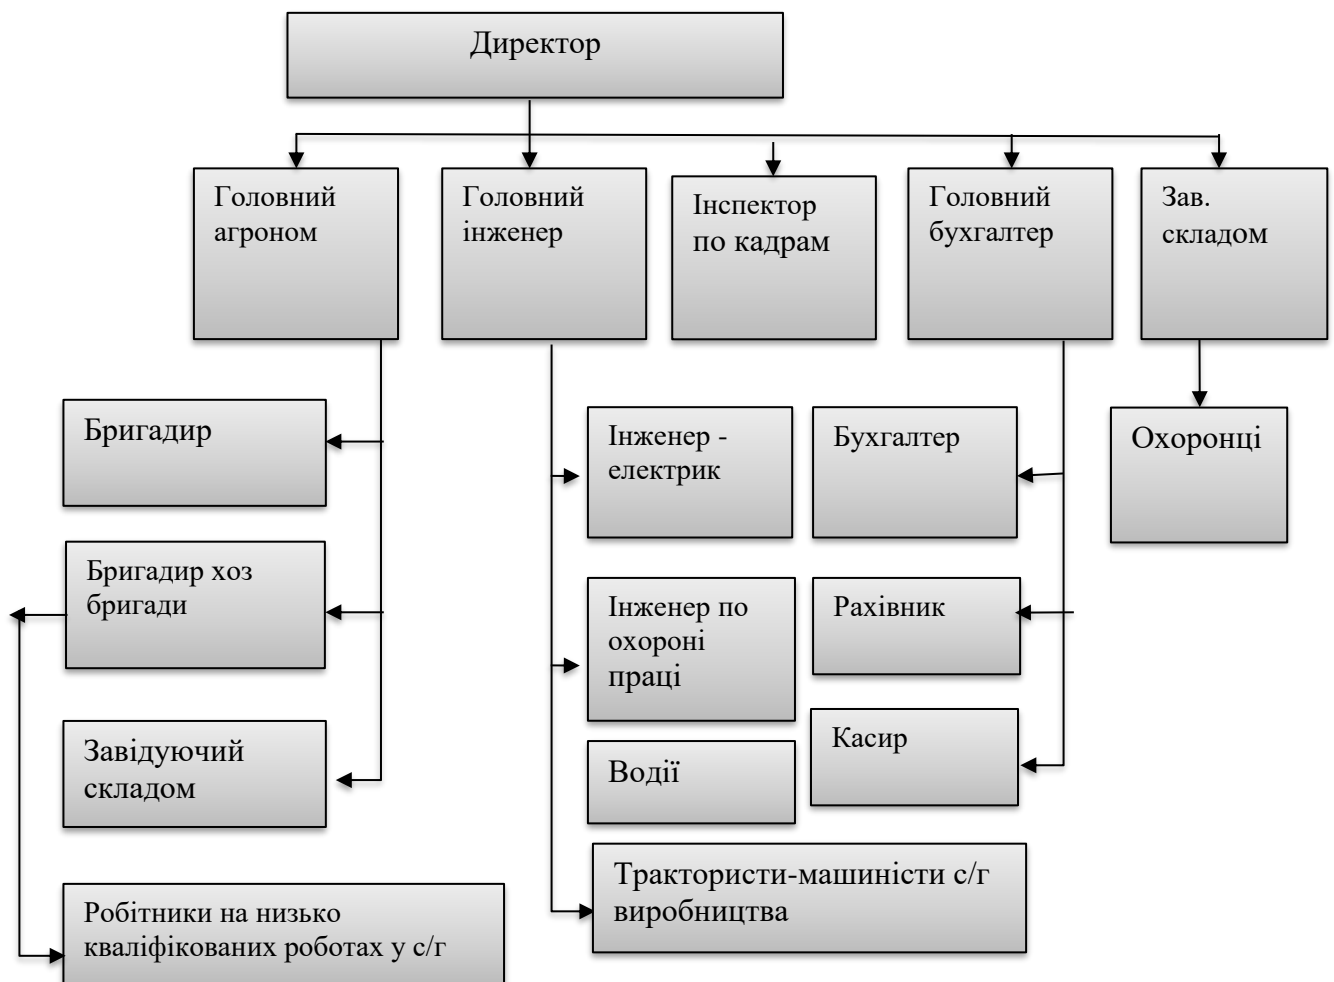 Директор
Головний
агроном
Головний
інженер
Інспектор
по кадрам
Головний
бухгалтер
Зав.
складом
Бригадир
Інженер -
електрик
Бухгалтер
Охоронці
Бригадир хоз
бригади
Інженер по
охороні
праці
Рахівник
Завідуючий
складом
Водії
Касир
Трактористи-машиністи с/г
виробництва
Робітники на низько
кваліфікованих роботах у с/г